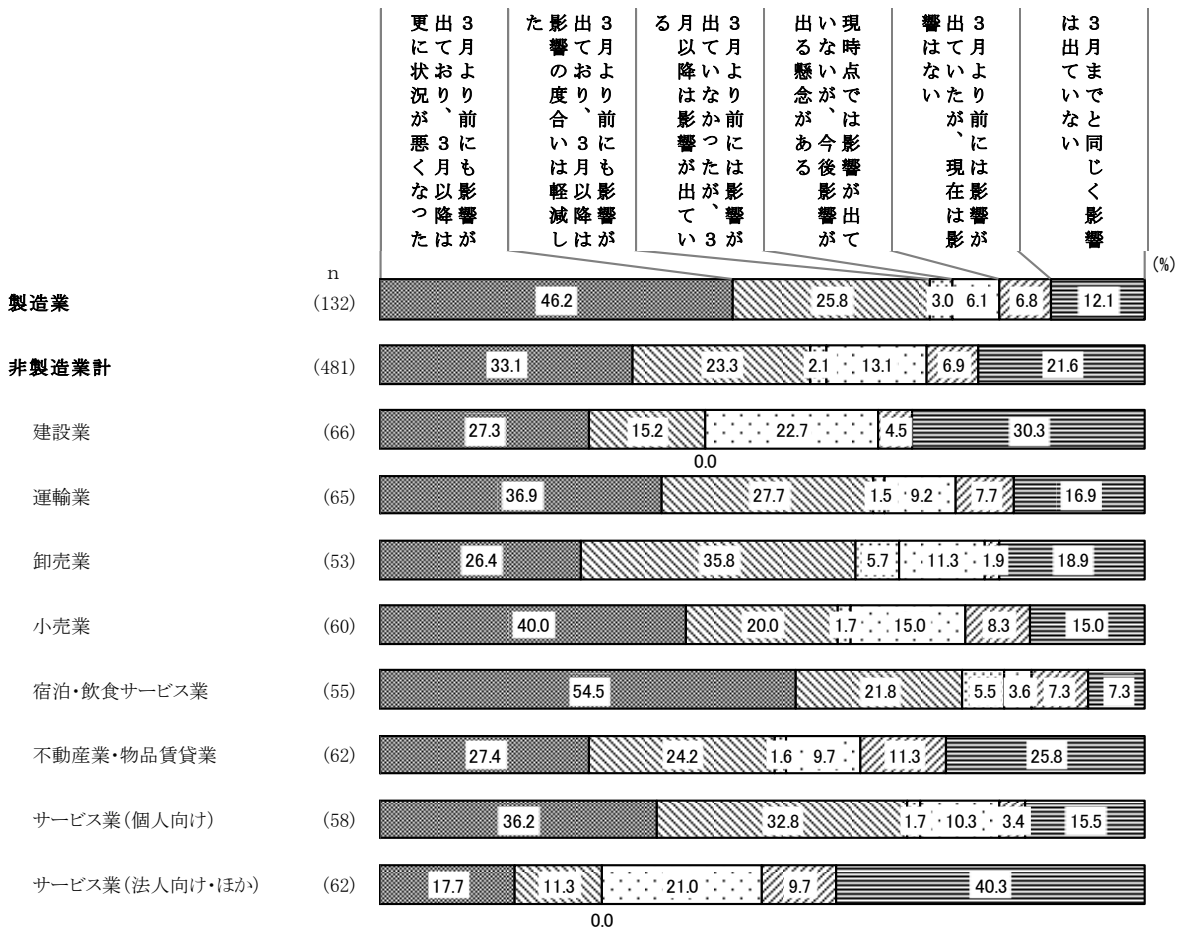 ３月より前にも影響が
出ており、３月以降は
更に状況が悪くなった
３月より前にも影響が
出ており、３月以降は
影響の度合いは軽減し
た
３月より前には影響が
出ていなかったが、３
月以降は影響が出てい
る
現時点では影響が出て
いないが、今後影響が
出る懸念がある
３月より前には影響が
出ていたが、現在は影
響はない
３月までと同じく影響
は出ていない
n
(%)
製造業 (132) 46.2 25.8 3.0 6.1 6.8 12.1
非製造業計 (481) 33.1 23.3 2.1 13.1 6.9 21.6
建設業 (66) 27.3 15.2 22.7 4.5 30.3
0.0
運輸業 (65) 36.9 27.7 1.5 9.2 7.7 16.9
卸売業 (53) 26.4 35.8 5.7 11.3 1.9 18.9
小売業 (60) 40.0 20.0 1.7 15.0 8.3 15.0
宿泊・飲食サービス業 (55) 54.5 21.8 5.5 3.6 7.3 7.3
不動産業・物品賃貸業 (62) 27.4 24.2 1.6 9.7 11.3 25.8
サービス業(個人向け) (58) 36.2 32.8 1.7 10.3 3.4 15.5
サービス業(法人向け・ほか) (62) 17.7 11.3 21.0 9.7 40.3
0.0